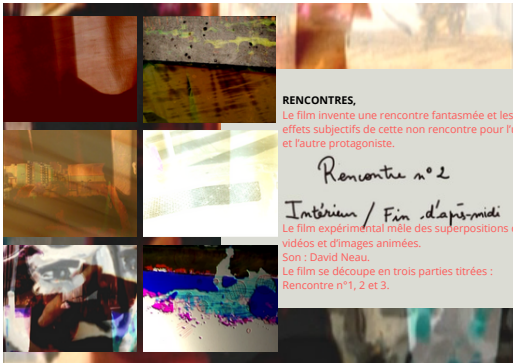 RENCONTRES,
Le film invente une rencontre fantasmée et les
effets subjectifs de cette non rencontre pour l'
et l'autre protagoniste.
Rencontre n° 2
Intérieur / Fin d'après-midi
Le film expérimental mêle des superpositions
vidéos et d'images animées.
Son : David Neau.
Le film se découpe en trois parties titrées :
Rencontre n°1, 2 et 3.